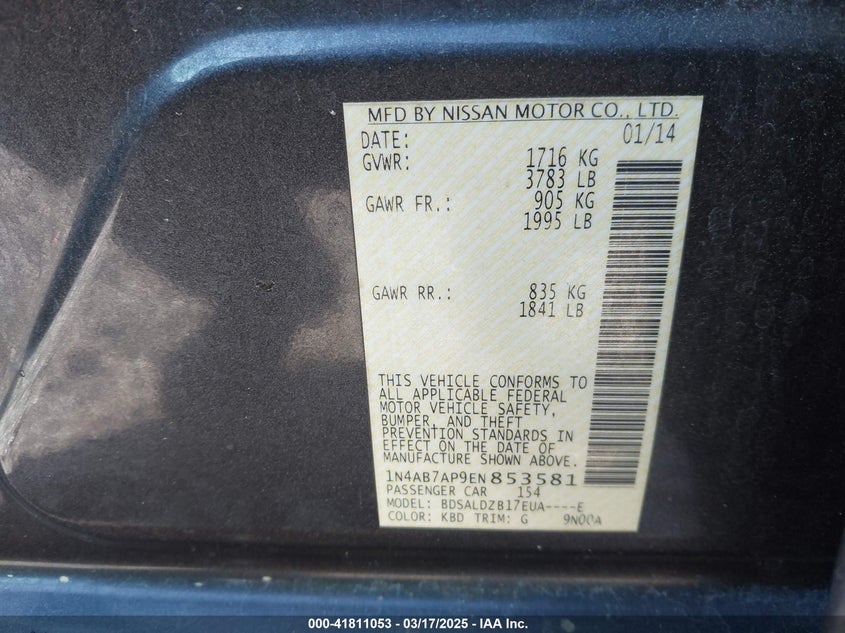 MFD BY NISSAN MOTOR CO., LTD.
DATE: 01/14
GVWR: 1716 KG
3783 LB
GAWR FR.: 905 KG
1995 LB
GAWR RR.: 835 KG
1841 LB
THIS VEHICLE CONFORMS TO
ALL APPLICABLE FEDERAL
MOTOR VEHICLE SAFETY,
BUMPER, AND THEFT
PREVENTION STANDARDS IN
EFFECT ON THE DATE OF
MANUFACTURE SHOWN ABOVE.
1N4AB7AP9EN853581
PASSENGER CAR 154
MODEL: BDSALDZB17EUA----E
COLOR: KBD TRIM: G 9N00A
000-41811053 - 03/17/2025 - IAA Inc.